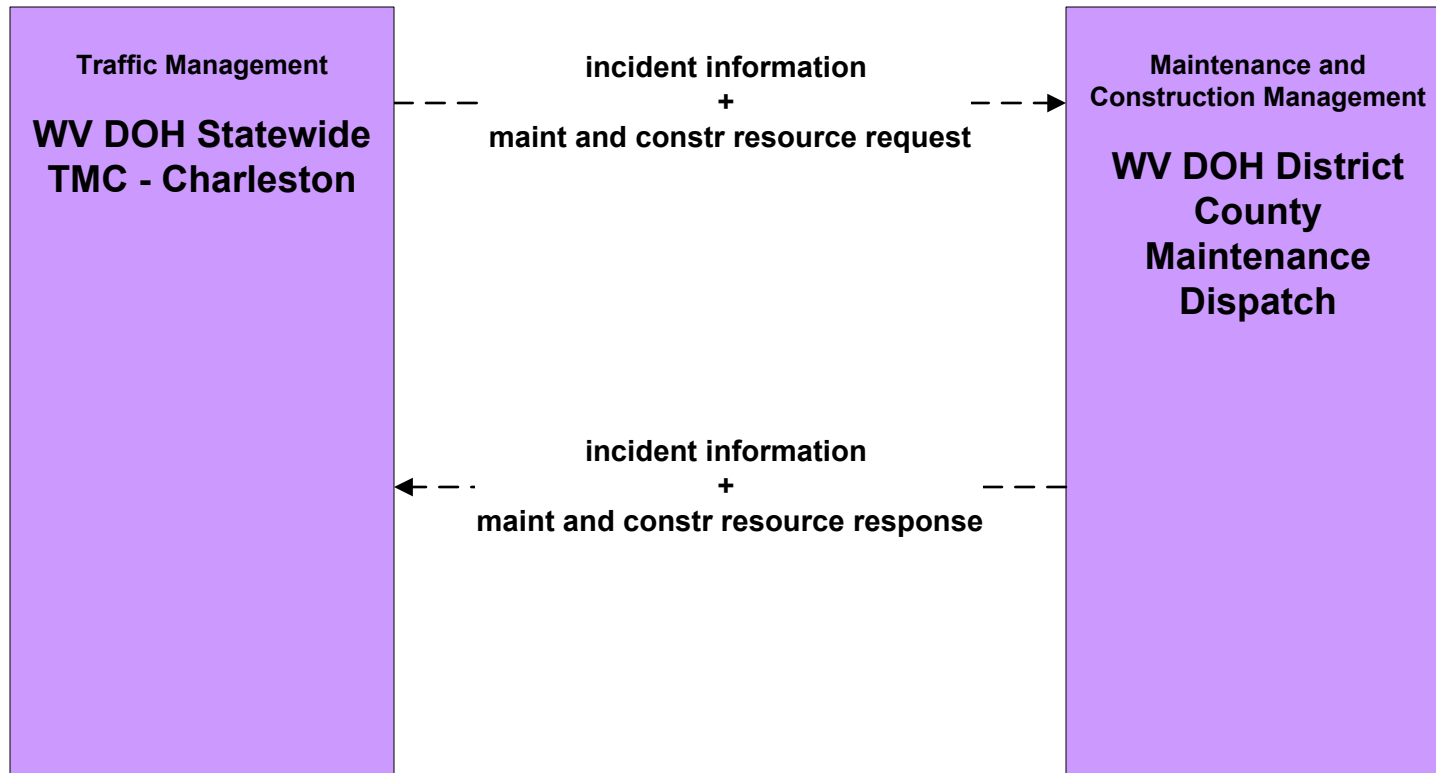 Traffic Management
WV DOH Statewide
TMC - Charleston
incident information
+
maint and constr resource request
Maintenance and
Construction Management
WV DOH District
County
Maintenance
Dispatch
incident information
+
maint and constr resource response